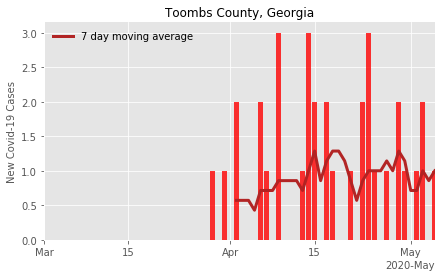 Toombs County, Georgia
7 day moving average
New Covid-19 Cases
3.0
2.5
2.0
1.5
1.0
0.5
0.0
Mar 15 Apr 15 May
2020-May